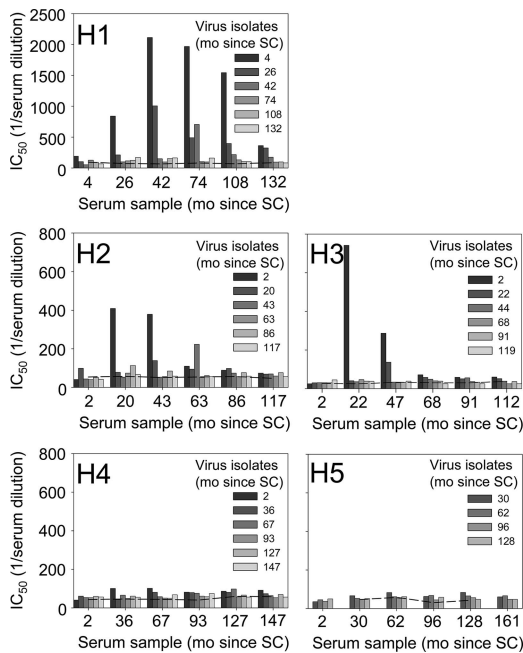 H1
Virus isolates
(mo since SC)
4
26
42
74
108
132
2500
2000
1500
1000
500
0
IC50 (1/serum dilution)
4 26 42 74 108 132
Serum sample (mo since SC)
H2
Virus isolates
(mo since SC)
2
20
43
63
86
117
800
600
400
200
0
IC50 (1/serum dilution)
2 20 43 63 86 117
Serum sample (mo since SC)
H3
Virus isolates
(mo since SC)
2
22
44
68
91
119
2 22 47 68 91 112
Serum sample (mo since SC)
H4
Virus isolates
(mo since SC)
2
36
67
93
127
147
800
600
400
200
0
IC50 (1/serum dilution)
2 36 67 93 127 147
Serum sample (mo since SC)
H5
Virus isolates
(mo since SC)
30
62
96
128
2 30 62 96 128 161
Serum sample (mo since SC)